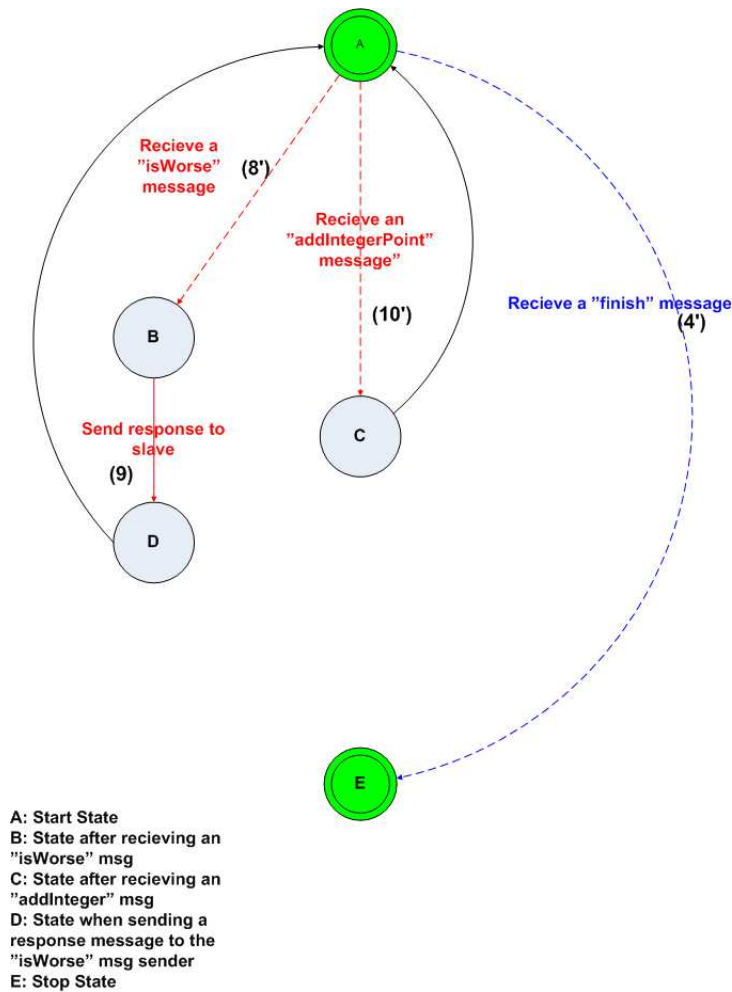 A
Recieve a
"isWorse"
message
(8')
Recieve an
"addIntegerPoint"
message"
(10')
Recieve a "finish" message
(4')
B
Send response to
slave
(9)
C
D
E
A: Start State
B: State after recieving an
"isWorse" msg
C: State after recieving an
"addInteger" msg
D: State when sending a
response message to the
"isWorse" msg sender
E: Stop State